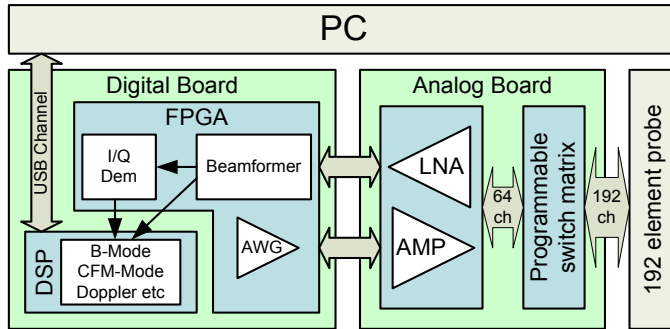 PC
USB Channel
Digital Board
FPGA
I/Q
Dem
Beamformer
AWG
DSP
B-Mode
CFM-Mode
Doppler etc
Analog Board
LNA
AMP
64
ch
Programmable
switch matrix
192
ch
192 element probe